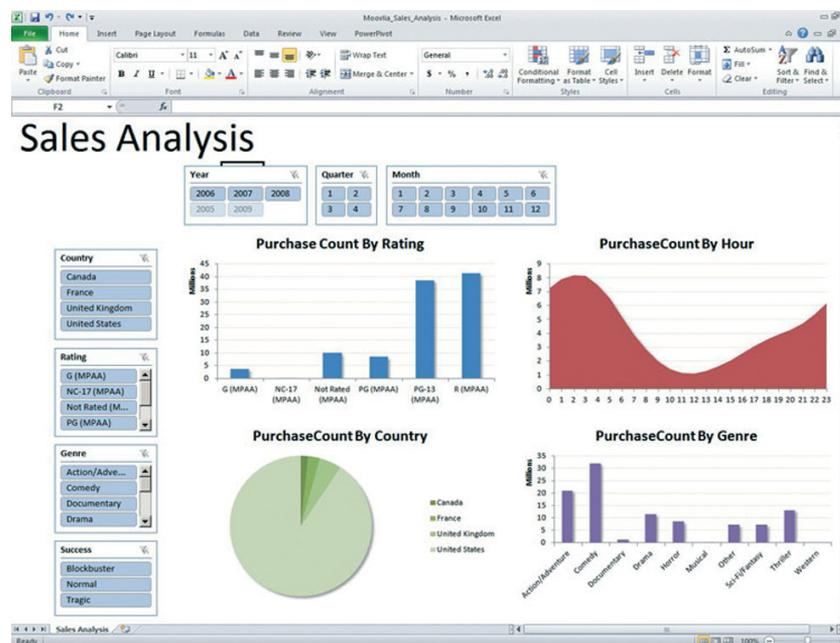 Moovlia_Sales_Analysis - Microsoft Excel
File Home Insert Page Layout Formulas Data Review View PowerPivot
Paste
Cut
Copy
Format Painter
Clipboard
Calibri 11 A A
B I U A
Font
Wrap Text
Merge & Center
Alignment
General
$ % ,
Number
Conditional Formatting
Format as Table
Cell Styles
Styles
Insert Delete Format
Cells
Σ AutoSum
Fill
Clear
Sort & Filter
Find & Select
Editing
F2 fx
Sales Analysis
Year
2006 2007 2008
2005 2009
Quarter
1 2
3 4
Month
1 2 3 4 5 6
7 8 9 10 11 12
Country
Canada
France
United Kingdom
United States
Rating
G (MPAA)
NC-17 (MPAA)
Not Rated (M...
PG (MPAA)
Genre
Action/Adve...
Comedy
Documentary
Drama
Success
Blockbuster
Normal
Tragic
Purchase Count By Rating
Millions
45
40
35
30
25
20
15
10
5
0
G (MPAA) NC-17 (MPAA) Not Rated (MPAA) PG (MPAA) PG-13 (MPAA) R (MPAA)
PurchaseCount By Hour
Millions
9
8
7
6
5
4
3
2
1
0
0 1 2 3 4 5 6 7 8 9 10 11 12 13 14 15 16 17 18 19 20 21 22 23
PurchaseCount By Country
Canada
France
United Kingdom
United States
PurchaseCount By Genre
Millions
35
30
25
20
15
10
5
0
Action/Adventure
Comedy
Documentary
Drama
Horror
Musical
Other
Sci-Fi/Fantasy
Thriller
Western
Sales Analysis
Ready 100%